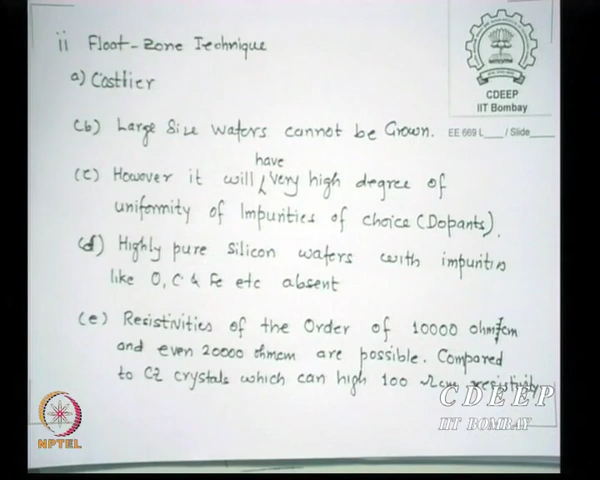 ii Float-Zone Technique
a) Costlier
(b) Large Size wafers cannot be Grown.
have
(c) However it will very high degree of
uniformity of Impurities of choice (Dopants).
(d) Highly pure silicon wafers with impurities
like O, C & Fe etc absent
(e) Resistivities of the Order of 10000 ohm-cm
and even 20000 ohmcm are possible. Compared
to CZ crystals which can high 100 Ωcm resistivity
CDEEP
IIT Bombay
EE 669 L____ / Slide____
NPTEL
CDEEP
IIT BOMBAY